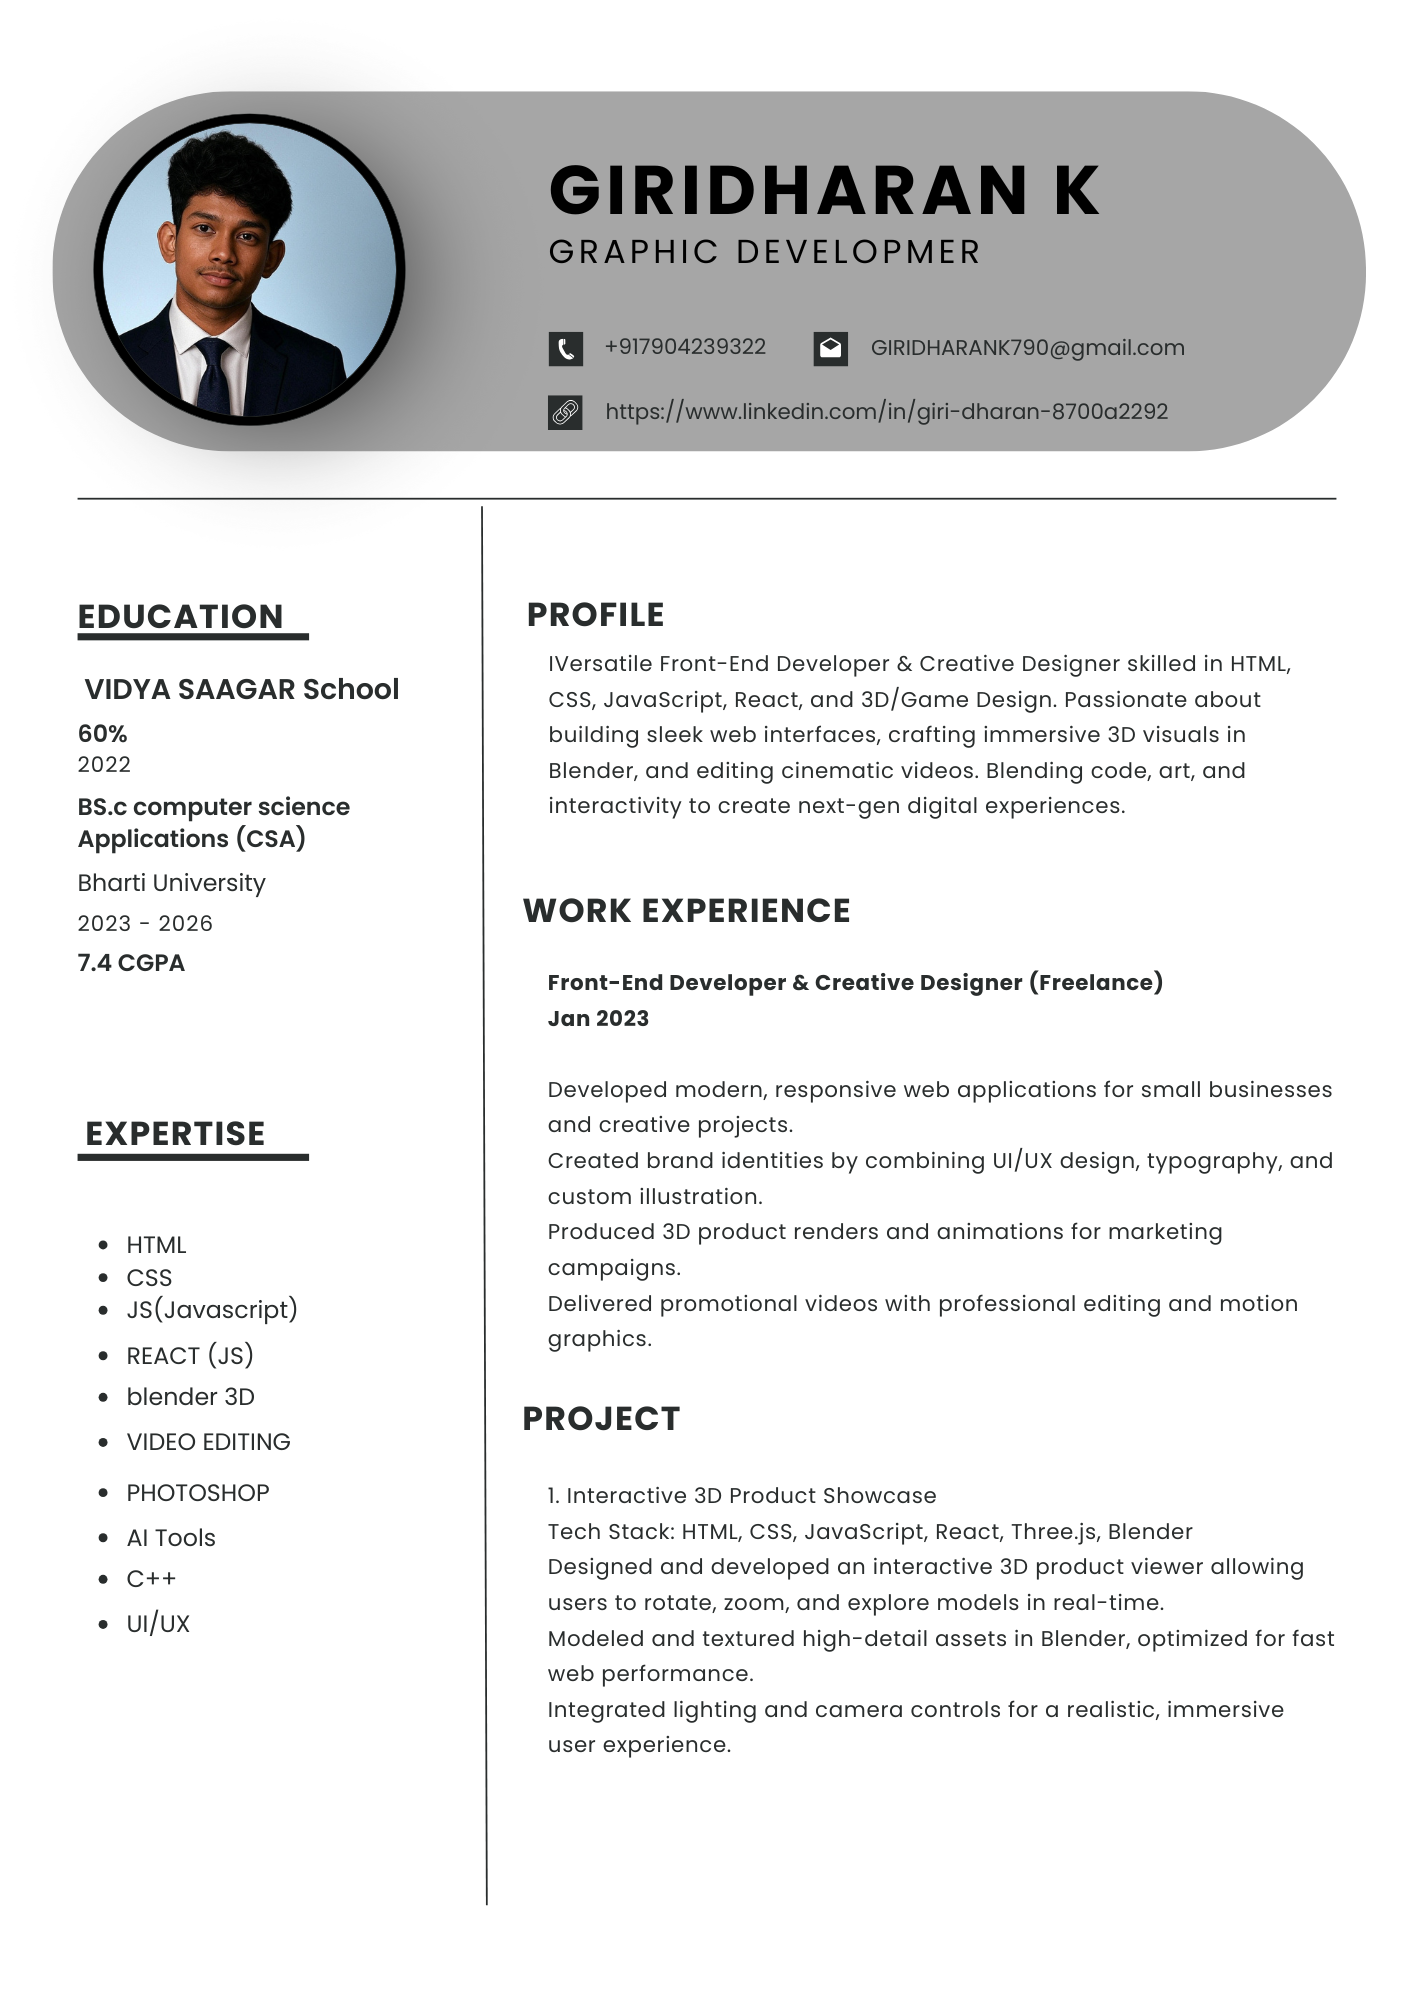 GIRIDHARAN K
GRAPHIC DEVELOPMER
+917904239322
GIRIDHARANK790@gmail.com
https://www.linkedin.com/in/giri-dharan-8700a2292
EDUCATION
VIDYA SAAGAR School
60%
2022
BS.c computer science
Applications (CSA)
Bharti University
2023 - 2026
7.4 CGPA
EXPERTISE
HTML
CSS
JS(Javascript)
REACT (JS)
blender 3D
VIDEO EDITING
PHOTOSHOP
AI Tools
C++
UI/UX
PROFILE
IVersatile Front-End Developer & Creative Designer skilled in HTML,
CSS, JavaScript, React, and 3D/Game Design. Passionate about
building sleek web interfaces, crafting immersive 3D visuals in
Blender, and editing cinematic videos. Blending code, art, and
interactivity to create next-gen digital experiences.
WORK EXPERIENCE
Front-End Developer & Creative Designer (Freelance)
Jan 2023
Developed modern, responsive web applications for small businesses
and creative projects.
Created brand identities by combining UI/UX design, typography, and
custom illustration.
Produced 3D product renders and animations for marketing
campaigns.
Delivered promotional videos with professional editing and motion
graphics.
PROJECT
1. Interactive 3D Product Showcase
Tech Stack: HTML, CSS, JavaScript, React, Three.js, Blender
Designed and developed an interactive 3D product viewer allowing
users to rotate, zoom, and explore models in real-time.
Modeled and textured high-detail assets in Blender, optimized for fast
web performance.
Integrated lighting and camera controls for a realistic, immersive
user experience.